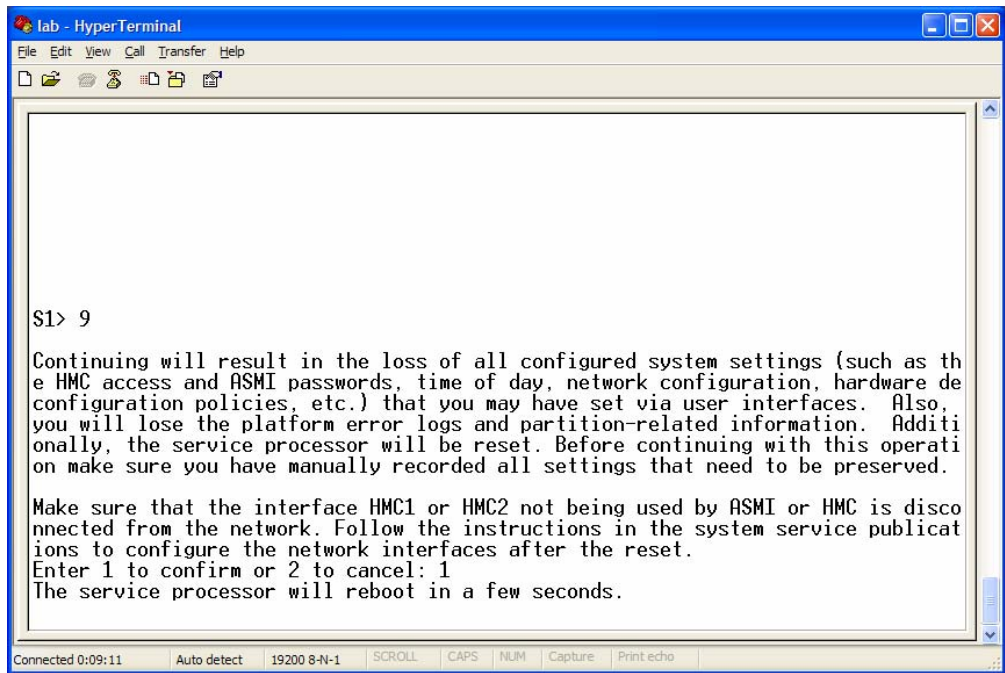 lab - HyperTerminal
File Edit View Call Transfer Help
S1> 9
Continuing will result in the loss of all configured system settings (such as th
e HMC access and ASMI passwords, time of day, network configuration, hardware de
configuration policies, etc.) that you may have set via user interfaces.  Also,
you will lose the platform error logs and partition-related information.  Additi
onally, the service processor will be reset. Before continuing with this operati
on make sure you have manually recorded all settings that need to be preserved.
Make sure that the interface HMC1 or HMC2 not being used by ASMI or HMC is disco
nnected from the network. Follow the instructions in the system service publicat
ions to configure the network interfaces after the reset.
Enter 1 to confirm or 2 to cancel: 1
The service processor will reboot in a few seconds.
Connected 0:09:11 Auto detect 19200 8-N-1 SCROLL CAPS NUM Capture Print echo